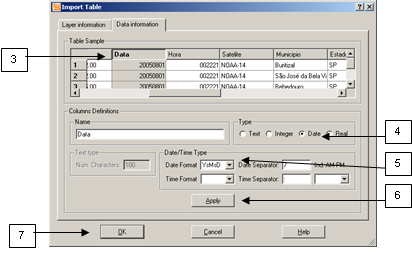 Import Table
Layer information Data information
Table Sample
3
Data Hora Satelite Municipio Estado
1 :00 20050801 002221 NOAA-14 Buritizal SP
2 :00 20050801 002221 NOAA-14 São José da Bela Vi SP
3 20050801 002221 NOAA-14 Bebedouro SP
Columns Definitions
Name
Data
Type
Text Integer Date Real
4
Text type
Num. Characters: 100
Date/Time Type
Date Format YsMsD Date Separator: / Ind. AM-PM
5
Time Format Time Separator:
Apply
6
7
OK Cancel Help